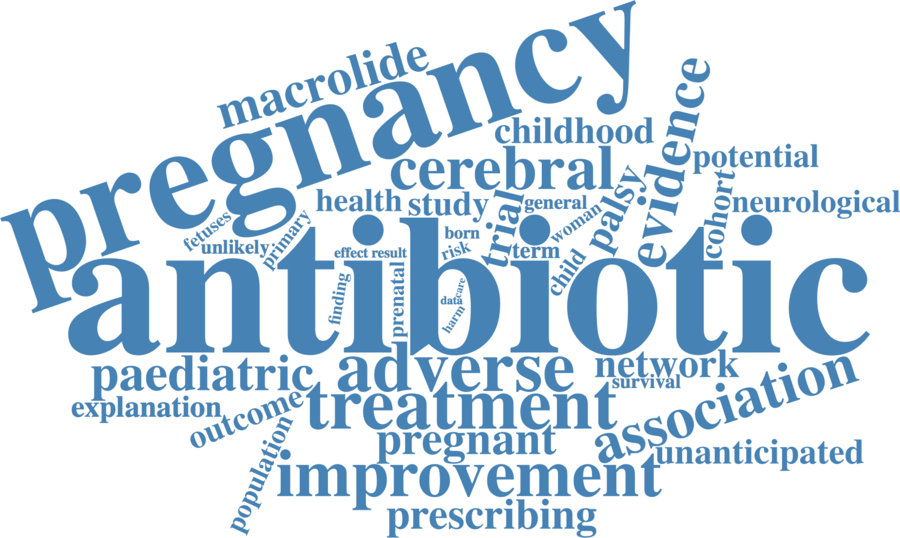 macrolide
pregnancy
childhood
evidence
cerebral
potential
health
study
trial
general
woman
palsy
cohort
neurological
fetuses
unlikely
primary
born
risk
term
child
effect result
antibiotic
finding
prenatal
care
data
harm
paediatric
adverse
network
survival
explanation
outcome
treatment
association
population
pregnant
unanticipated
improvement
prescribing